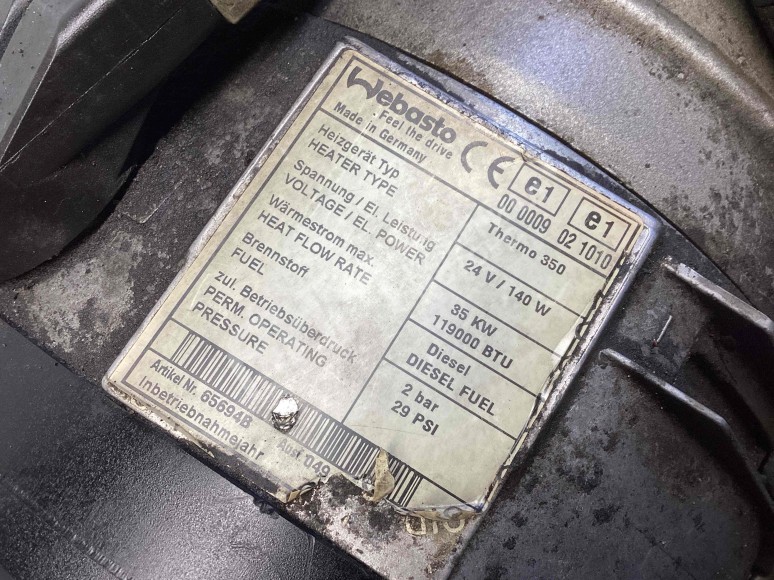 Webasto
Feel the drive
Made in Germany
CE e1 e1
00 0009 02 1010
Heizgerät Typ
HEATER TYPE
Thermo 350
Spannung / El. Leistung
VOLTAGE / EL. POWER
24 V / 140 W
Wärmestrom max.
HEAT FLOW RATE
35 KW
119000 BTU
Brennstoff
FUEL
Diesel
DIESEL FUEL
zul. Betriebsüberdruck
PERM. OPERATING
PRESSURE
2 bar
29 PSI
Artikel Nr. 65694B
Inbetriebnahmejahr